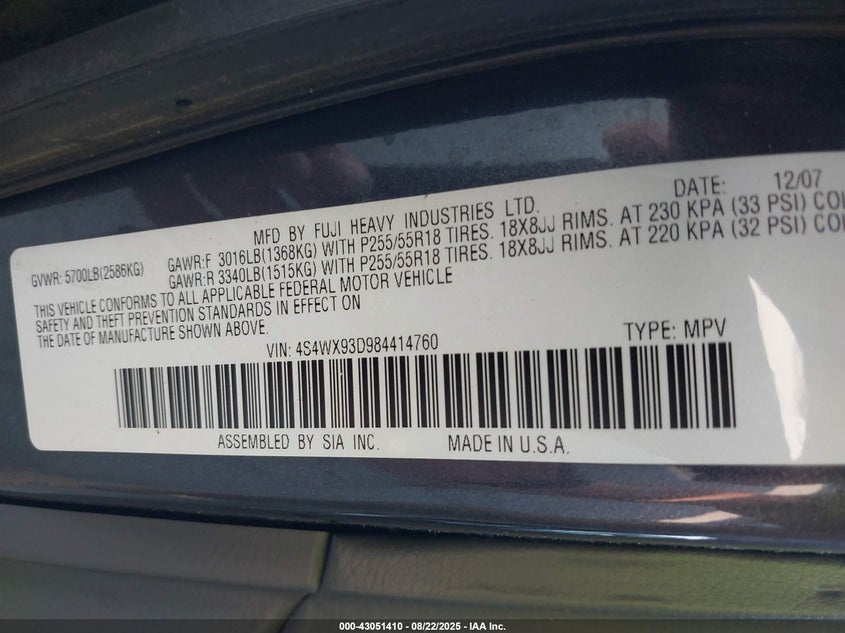 DATE: 12/07
MFD BY FUJI HEAVY INDUSTRIES LTD.
GVWR: 5700LB(2586KG)
GAWR:F 3016LB(1368KG) WITH P255/55R18 TIRES. 18X8JJ RIMS. AT 230 KPA (33 PSI) COL
GAWR:R 3340LB(1515KG) WITH P255/55R18 TIRES. 18X8JJ RIMS. AT 220 KPA (32 PSI) COL
THIS VEHICLE CONFORMS TO ALL APPLICABLE FEDERAL MOTOR VEHICLE
SAFETY AND THEFT PREVENTION STANDARDS IN EFFECT ON
THE DATE OF MANUFACTURE SHOWN ABOVE.
VIN: 4S4WX93D984414760
TYPE: MPV
ASSEMBLED BY SIA INC. MADE IN U.S.A.
000-43051410 - 08/22/2025 - IAA Inc.